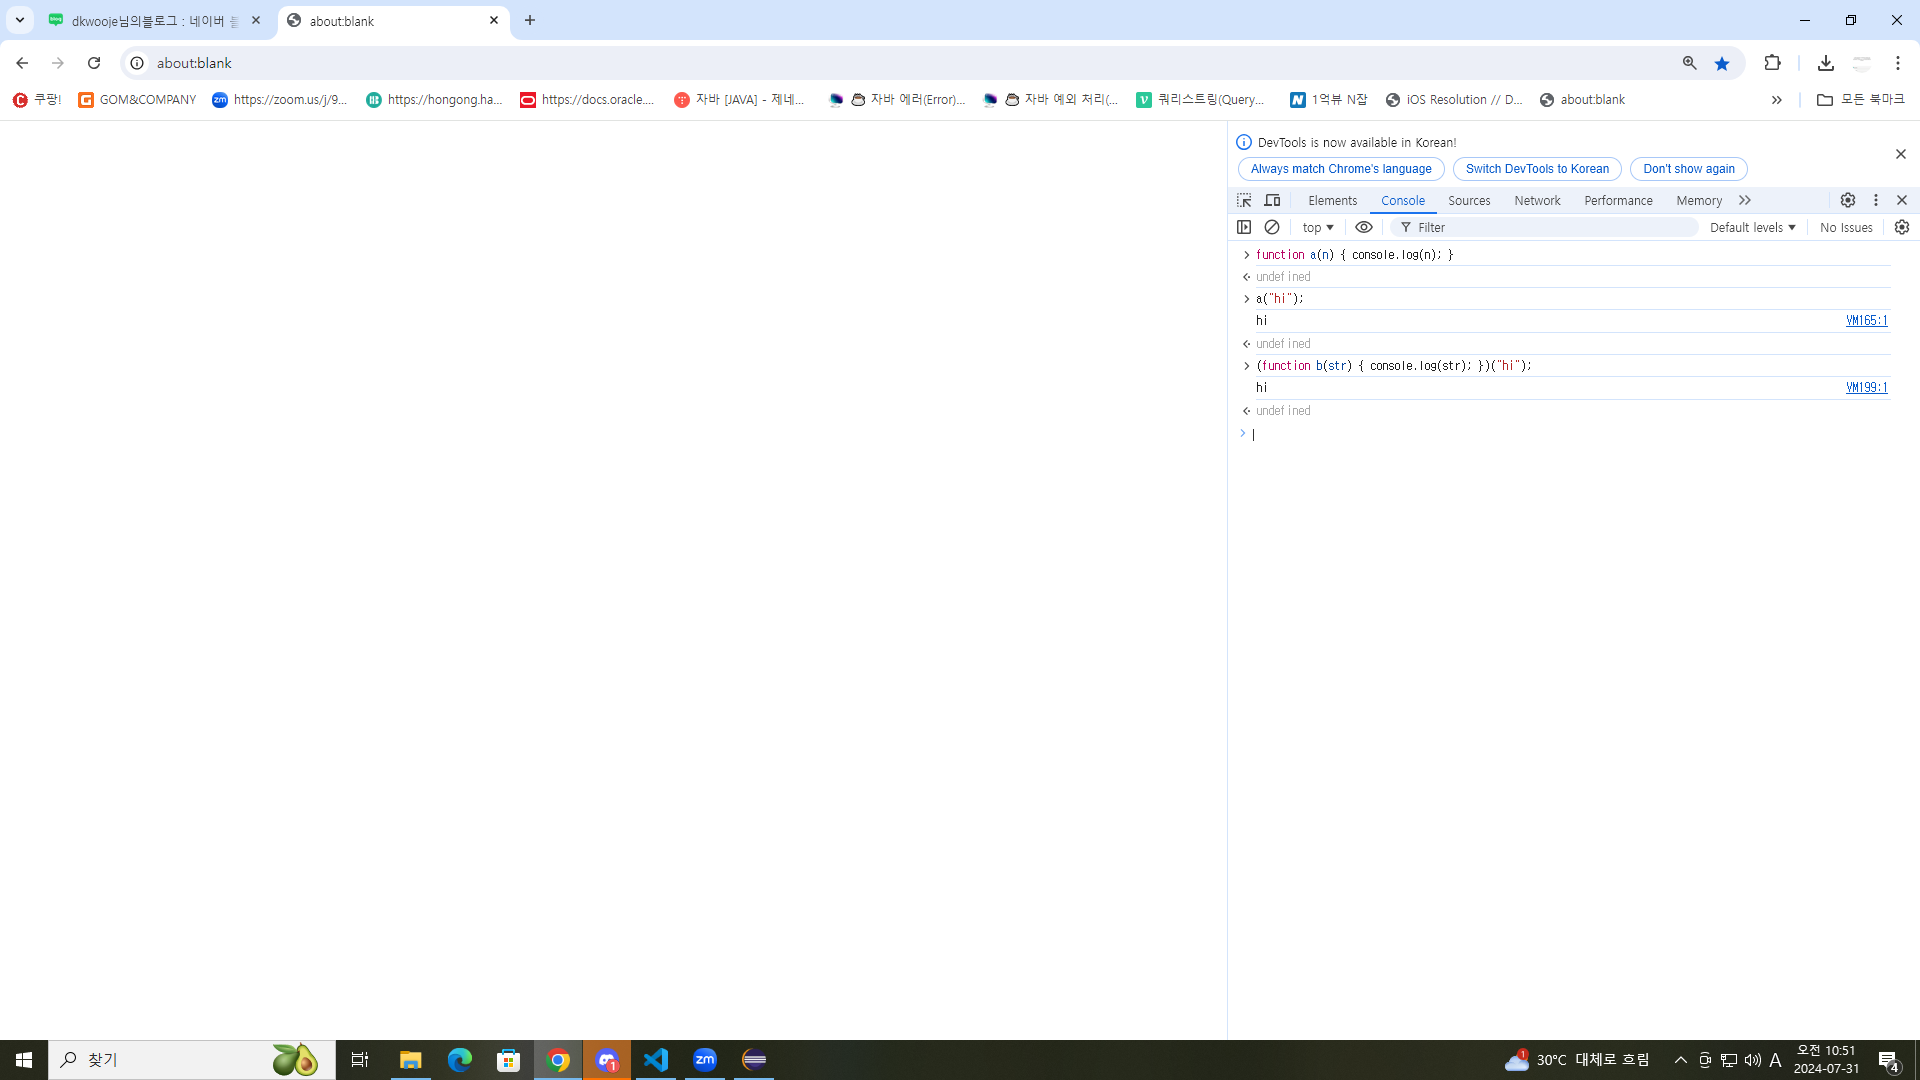 dkwooje님의블로그 : 네이버 블
about:blank
about:blank
쿠팡!
GOM&COMPANY
https://zoom.us/j/9...
https://hongong.ha...
https://docs.oracle....
자바 [JAVA] - 제네...
자바 에러(Error)...
자바 예외 처리(...
쿼리스트링(Query...
1억뷰 N잡
iOS Resolution // D...
about:blank
모든 북마크
DevTools is now available in Korean!
Always match Chrome's language
Switch DevTools to Korean
Don't show again
Elements
Console
Sources
Network
Performance
Memory
top
Filter
Default levels
No Issues
function a(n) { console.log(n); }
undefined
a("hi");
hi
VM165:1
undefined
(function b(str) { console.log(str); })("hi");
hi
VM199:1
undefined
찾기
zm
1
1
30°C 대체로 흐림
A
오전 10:51
2024-07-31
4